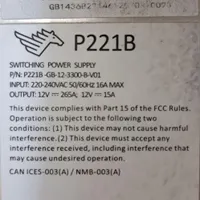 P221B
SWITCHING POWER SUPPLY
P/N: P221B -GB-12-3300-B-V01
INPUT: 220-240VAC 50/60Hz 16A MAX
OUTPUT: 12V ⎓ 265A; 12V ⎓ 15A
This device complies with Part 15 of the FCC Rules.
Operation is subject to the following two
conditions: (1) This device may not cause harmful
interference. (2) This device must accept any
interference received, including interference that
may cause undesired operation.
CAN ICES-003(A) / NMB-003(A)